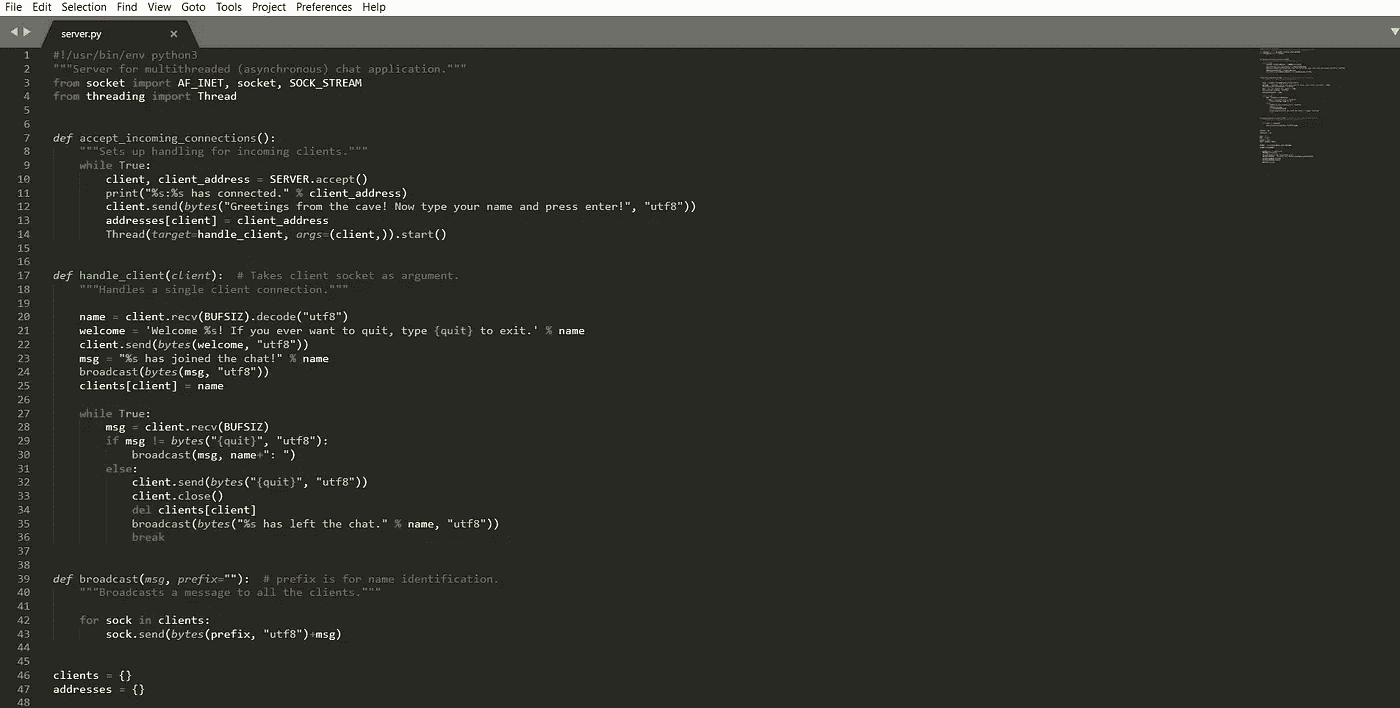 File Edit Selection Find View Goto Tools Project Preferences Help
server.py ×
1 #!/usr/bin/env python3
2 """Server for multithreaded (asynchronous) chat application."""
3 from socket import AF_INET, socket, SOCK_STREAM
4 from threading import Thread
5
6
7 def accept_incoming_connections():
8     """Sets up handling for incoming clients."""
9     while True:
10         client, client_address = SERVER.accept()
11         print("%s:%s has connected." % client_address)
12         client.send(bytes("Greetings from the cave! Now type your name and press enter!", "utf8"))
13         addresses[client] = client_address
14         Thread(target=handle_client, args=(client,)).start()
15
16
17 def handle_client(client):  # Takes client socket as argument.
18     """Handles a single client connection."""
19
20     name = client.recv(BUFSIZ).decode("utf8")
21     welcome = 'Welcome %s! If you ever want to quit, type {quit} to exit.' % name
22     client.send(bytes(welcome, "utf8"))
23     msg = "%s has joined the chat!" % name
24     broadcast(bytes(msg, "utf8"))
25     clients[client] = name
26
27     while True:
28         msg = client.recv(BUFSIZ)
29         if msg != bytes("{quit}", "utf8"):
30             broadcast(msg, name+": ")
31         else:
32             client.send(bytes("{quit}", "utf8"))
33             client.close()
34             del clients[client]
35             broadcast(bytes("%s has left the chat." % name, "utf8"))
36             break
37
38
39 def broadcast(msg, prefix=""):  # prefix is for name identification.
40     """Broadcasts a message to all the clients."""
41
42     for sock in clients:
43         sock.send(bytes(prefix, "utf8")+msg)
44
45
46 clients = {}
47 addresses = {}
48